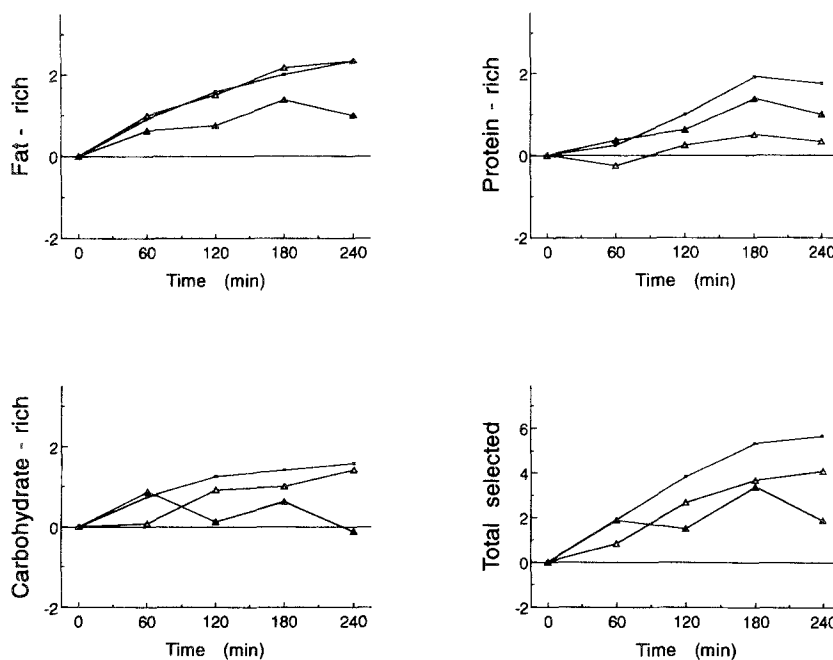 Fat - rich
2
0
-2
0 60 120 180 240
Time (min)
Protein - rich
2
0
-2
0 60 120 180 240
Time (min)
Carbohydrate - rich
2
0
-2
0 60 120 180 240
Time (min)
Total selected
6
4
2
0
-2
0 60 120 180 240
Time (min)